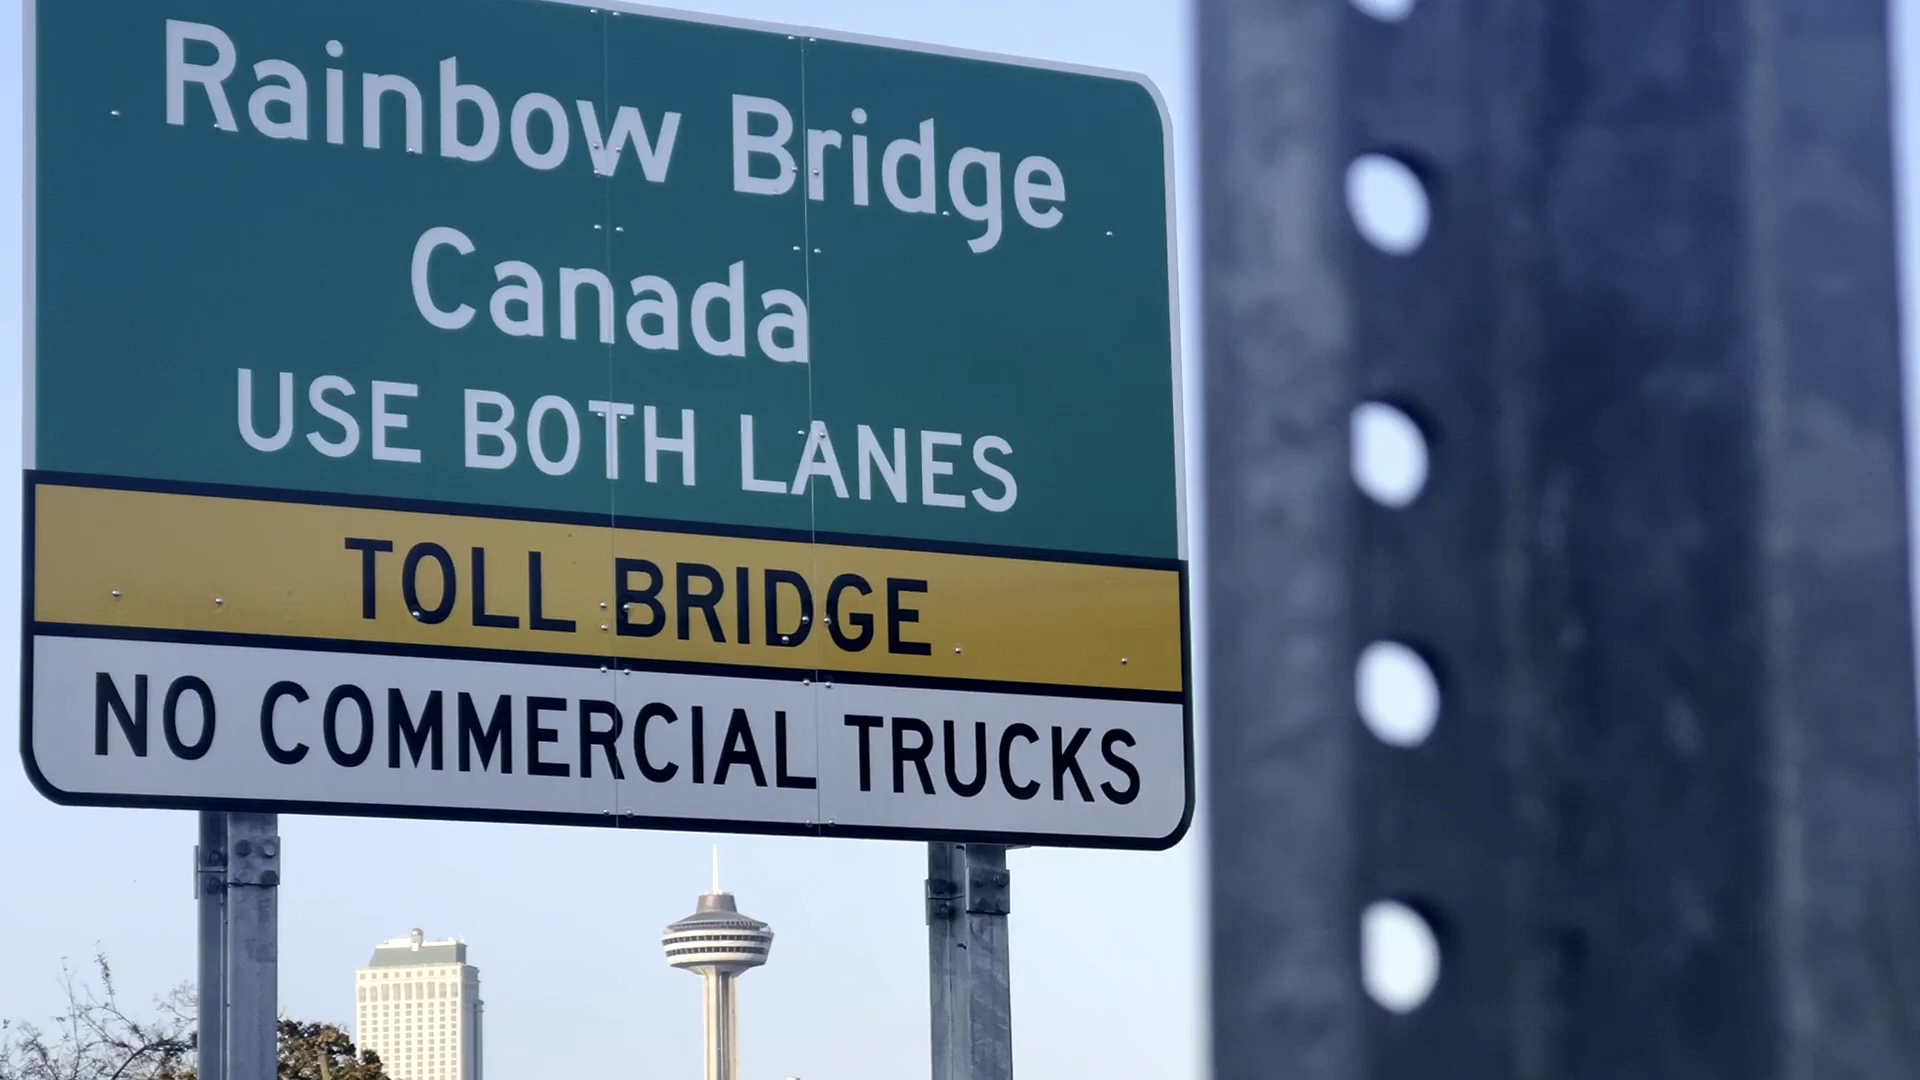 Rainbow Bridge
Canada
USE BOTH LANES
TOLL BRIDGE
NO COMMERCIAL TRUCKS